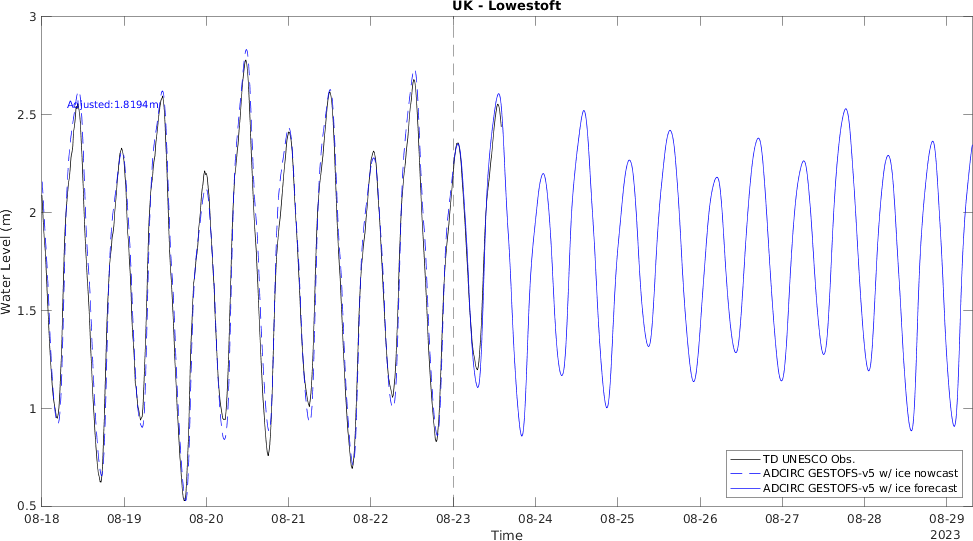 UK - Lowestoft
3
2.5
2
1.5
1
0.5
Water Level (m)
Adjusted:1.8194m
TD UNESCO Obs.
ADCIRC GESTOFS-v5 w/ ice nowcast
ADCIRC GESTOFS-v5 w/ ice forecast
08-18 08-19 08-20 08-21 08-22 08-23 08-24 08-25 08-26 08-27 08-28 08-29
2023
Time